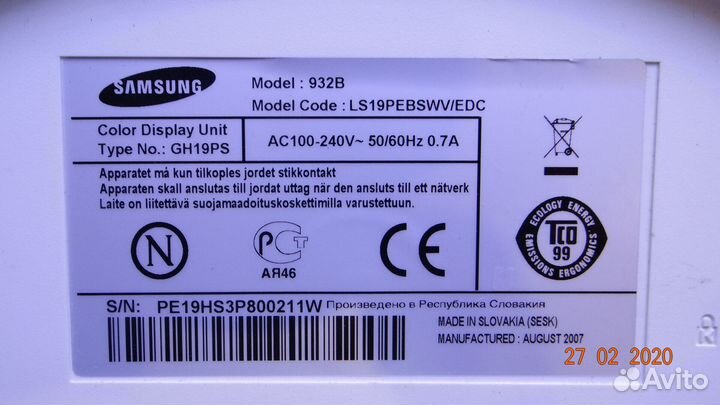 SAMSUNG
Model : 932B
Model Code : LS19PEBSWV/EDC
Color Display Unit
Type No.: GH19PS
AC100-240V~ 50/60Hz 0.7A
Apparatet må kun tilkoples jordet stikkontakt
Apparaten skall anslutas till jordat uttag när den ansluts till ett nätverk
Laite on liitettävä suojamaadoituskoskettimilla varustettuun.
N
PCT
АЯ46
CE
ECOLOGY ENERGY
TCO
99
EMISSIONS ERGONOMICS
S/N: PE19HS3P800211W Произведено в Республика Словакия
MADE IN SLOVAKIA (SESK)
MANUFACTURED : AUGUST 2007
27 02 2020
Avito